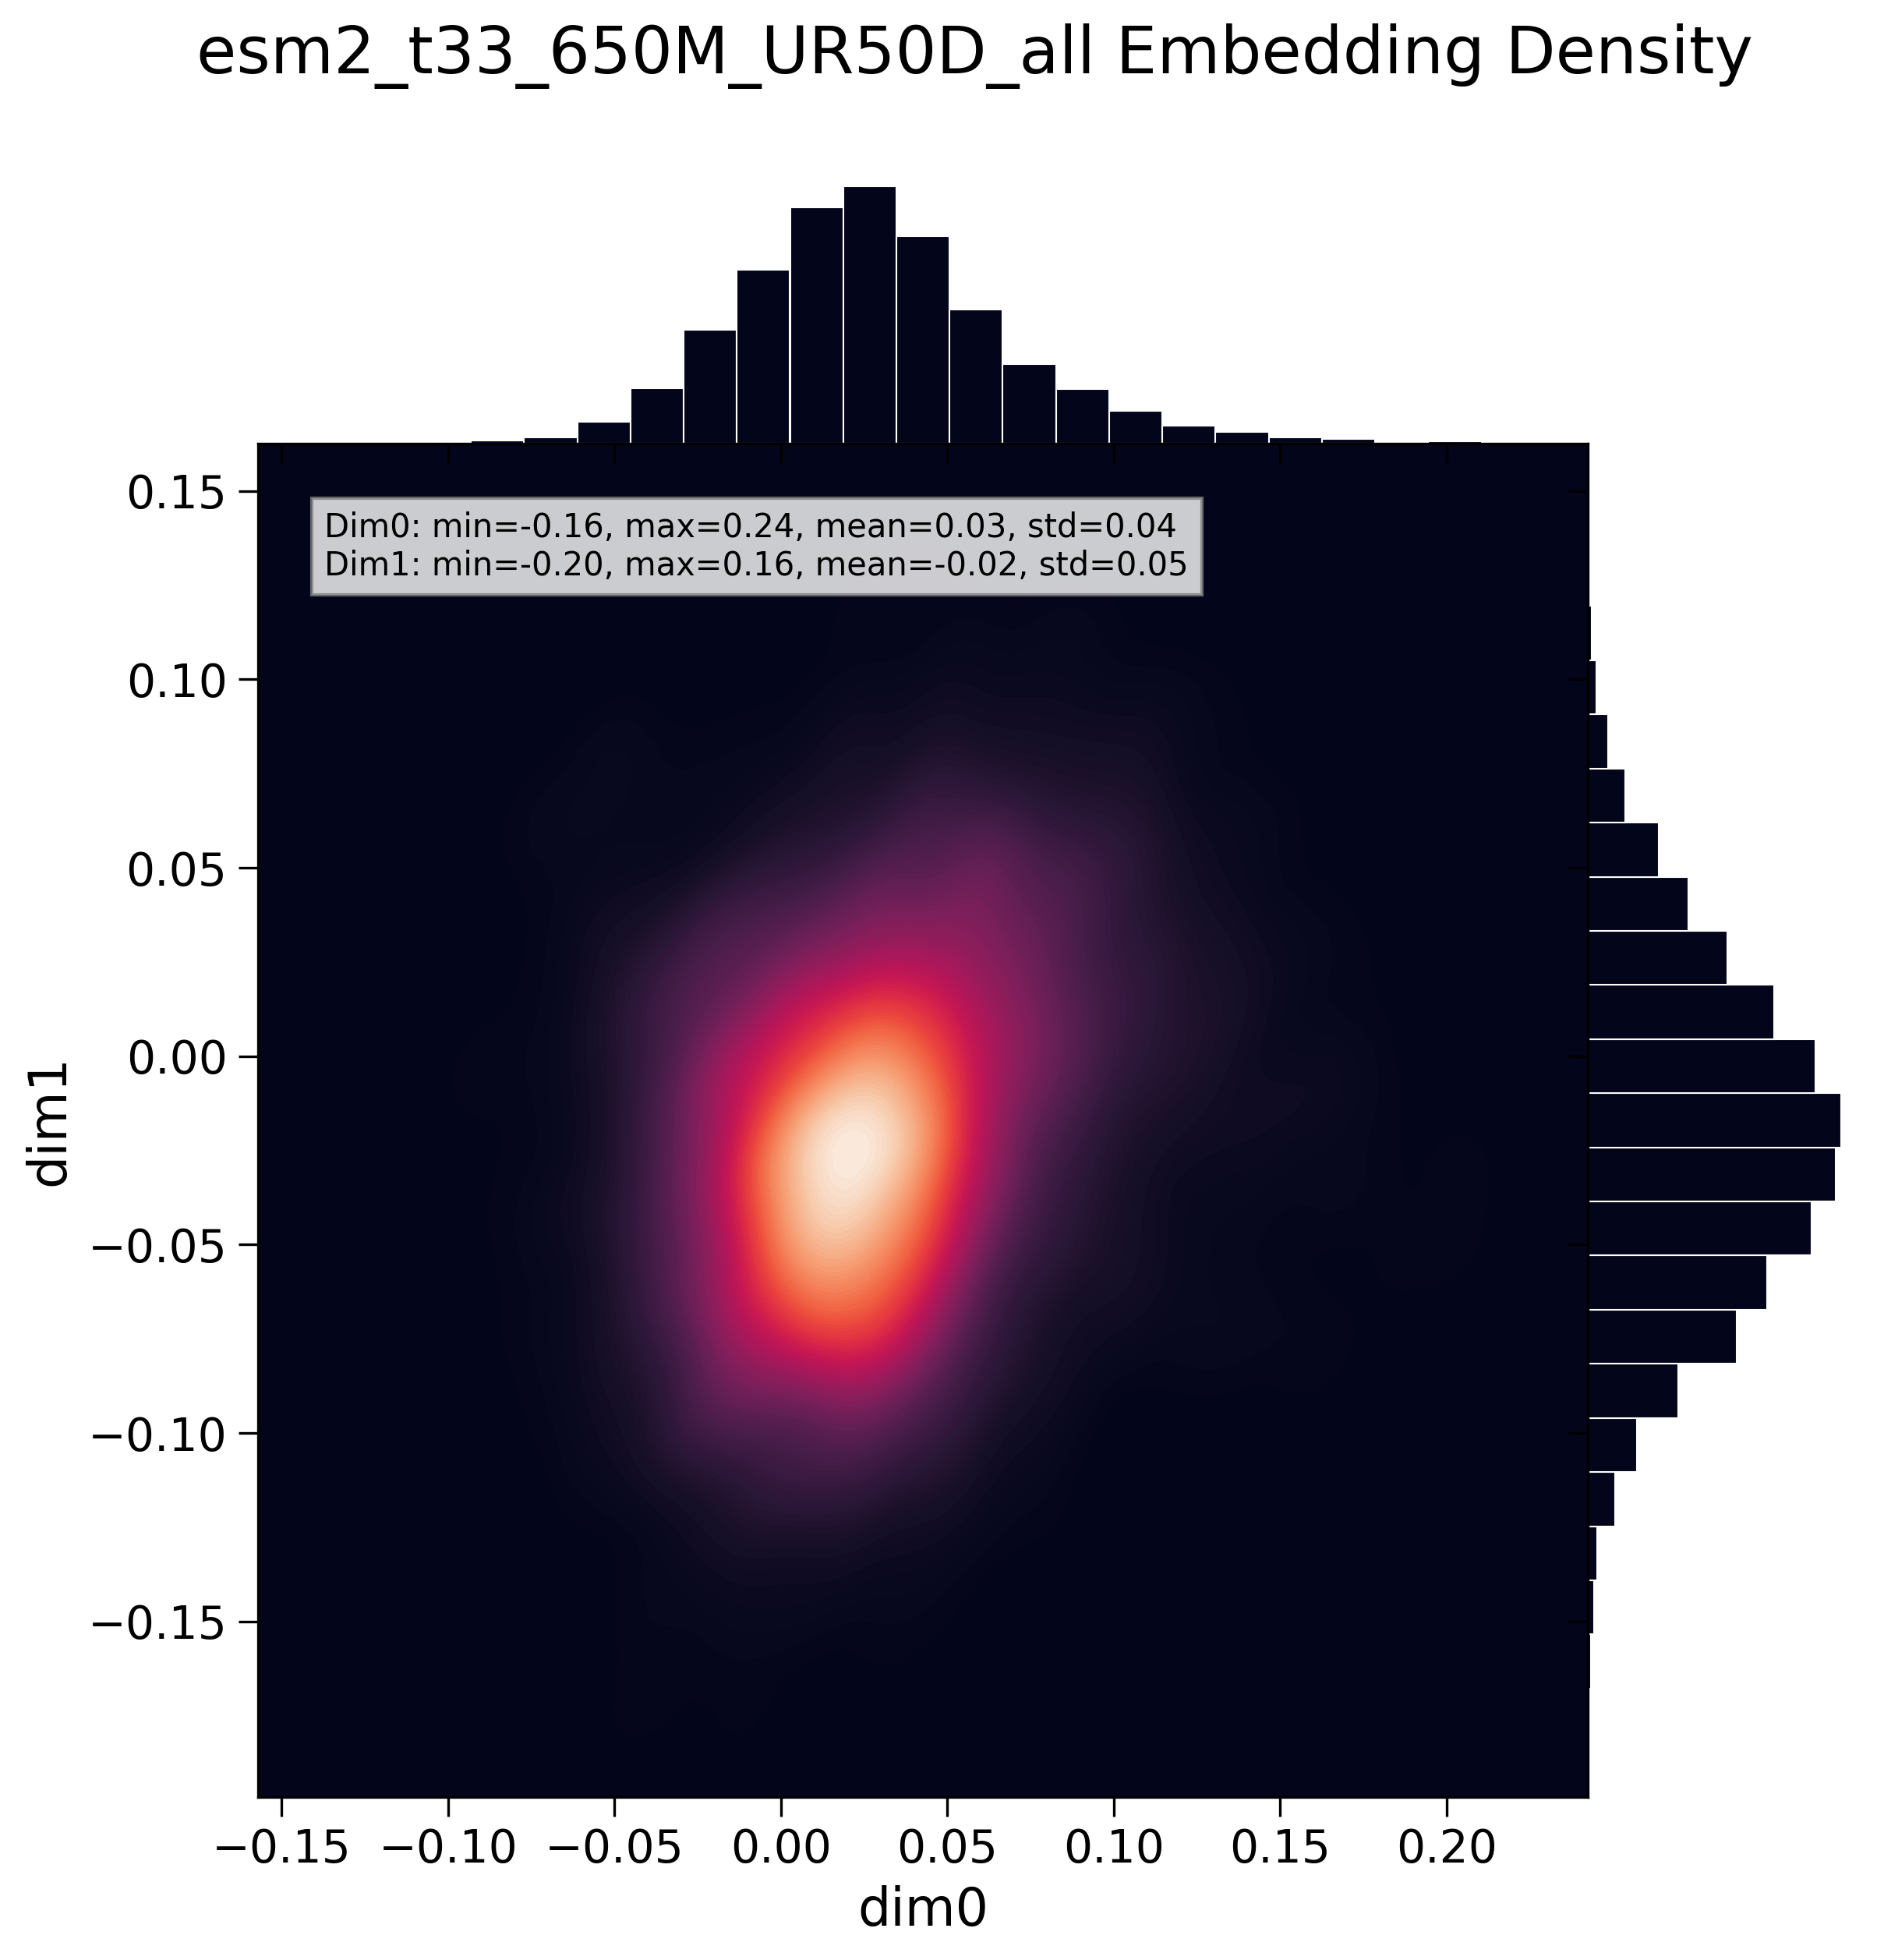 esm2_t33_650M_UR50D_all Embedding Density
Dim0: min=-0.16, max=0.24, mean=0.03, std=0.04
Dim1: min=-0.20, max=0.16, mean=-0.02, std=0.05
0.15
0.10
0.05
0.00
−0.05
−0.10
−0.15
dim1
−0.15 −0.10 −0.05 0.00 0.05 0.10 0.15 0.20
dim0